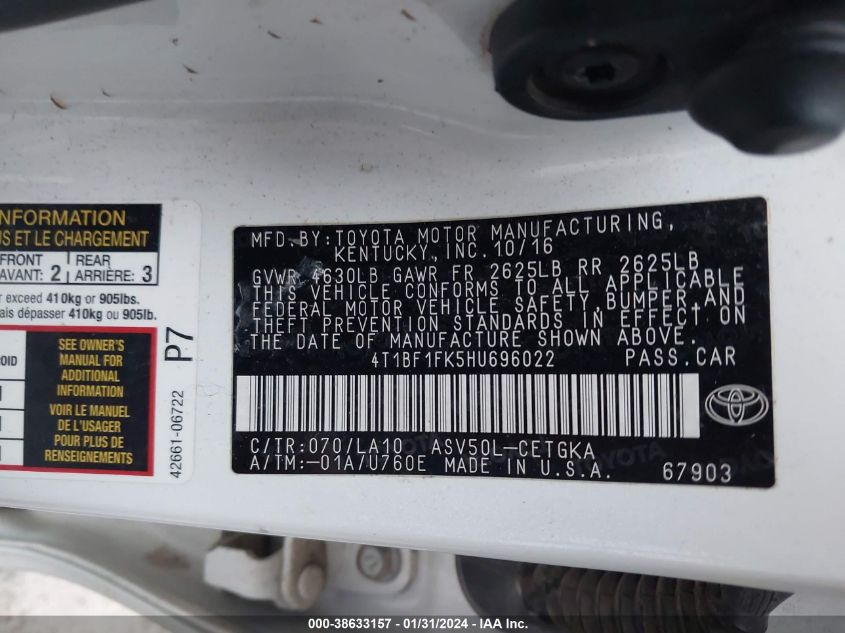 INFORMATION
US ET LE CHARGEMENT
FRONT
AVANT: 2
REAR
ARRIÈRE: 3
exceed 410kg or 905lbs.
dépasser 410kg ou 905lb.
SEE OWNER'S
MANUAL FOR
ADDITIONAL
INFORMATION
VOIR LE MANUEL
DE L'USAGER
POUR PLUS DE
RENSEIGNEMENTS
P7
42661-06722
MFD. BY: TOYOTA MOTOR MANUFACTURING,
KENTUCKY, INC. 10/16
GVWR 4630LB GAWR FR 2625LB RR 2625LB
THIS VEHICLE CONFORMS TO ALL APPLICABLE
FEDERAL MOTOR VEHICLE SAFETY, BUMPER, AND
THEFT PREVENTION STANDARDS IN EFFECT ON
THE DATE OF MANUFACTURE SHOWN ABOVE.
4T1BF1FK5HU696022 PASS. CAR
C/TR: 070/LA10 ASV50L-CETGKA
A/TM: -01A/U760E MADE IN U.S.A. 67903
000-38633157 - 01/31/2024 - IAA Inc.